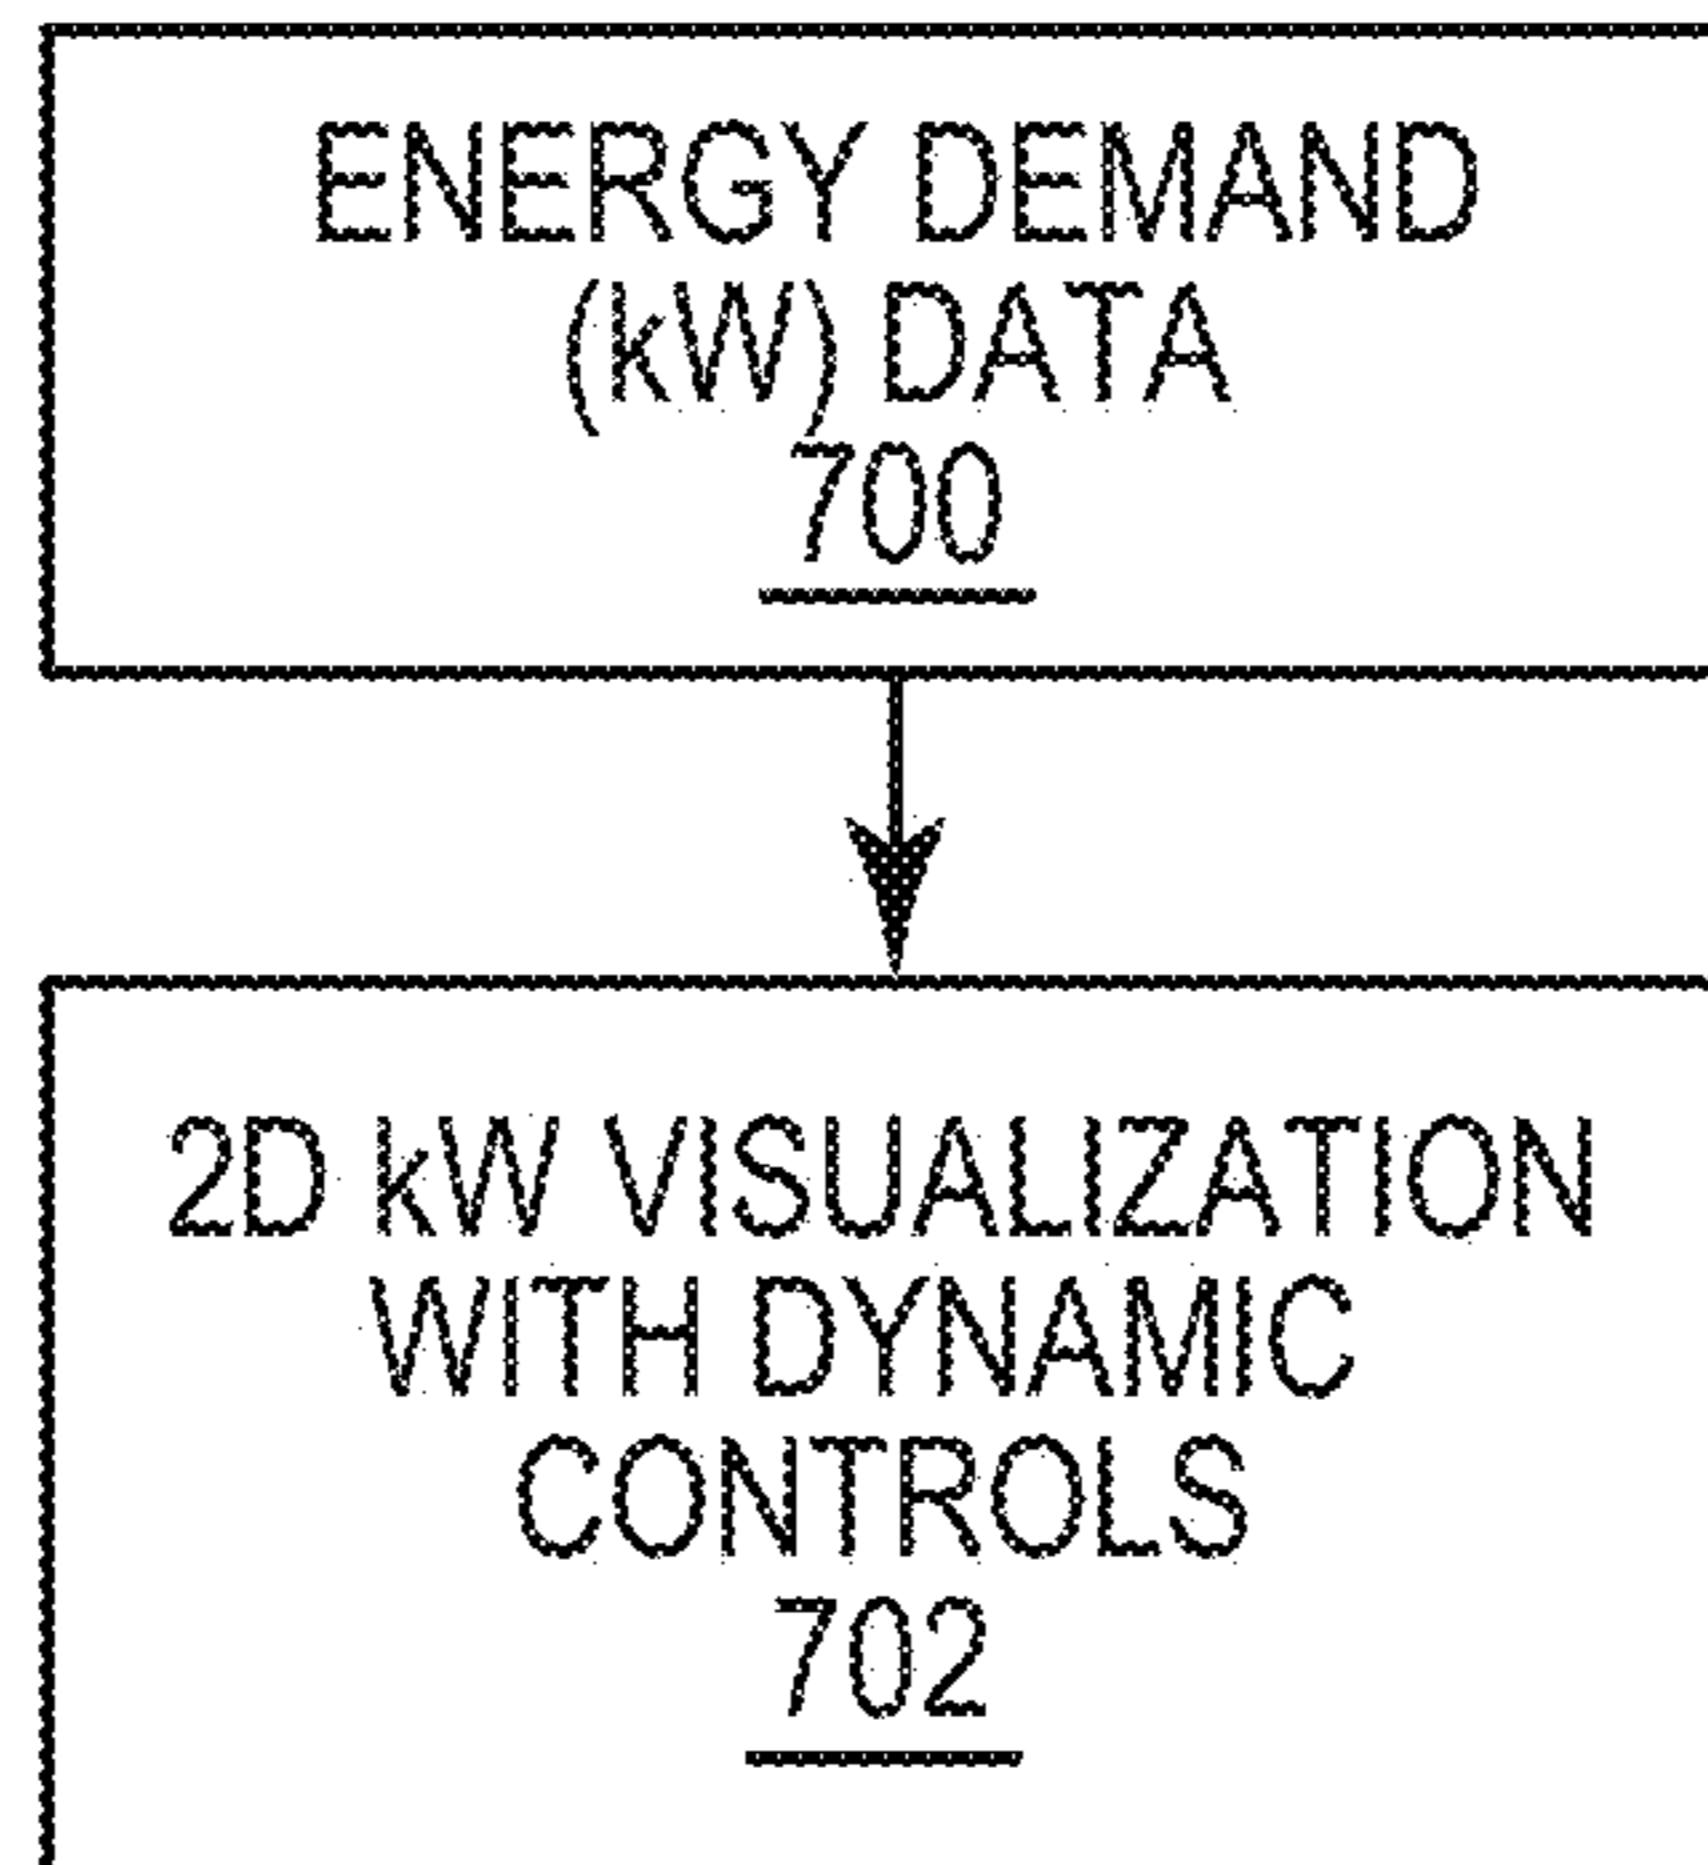 ENERGY DEMAND
(kW) DATA
700
2D kW VISUALIZATION
WITH DYNAMIC
CONTROLS
702